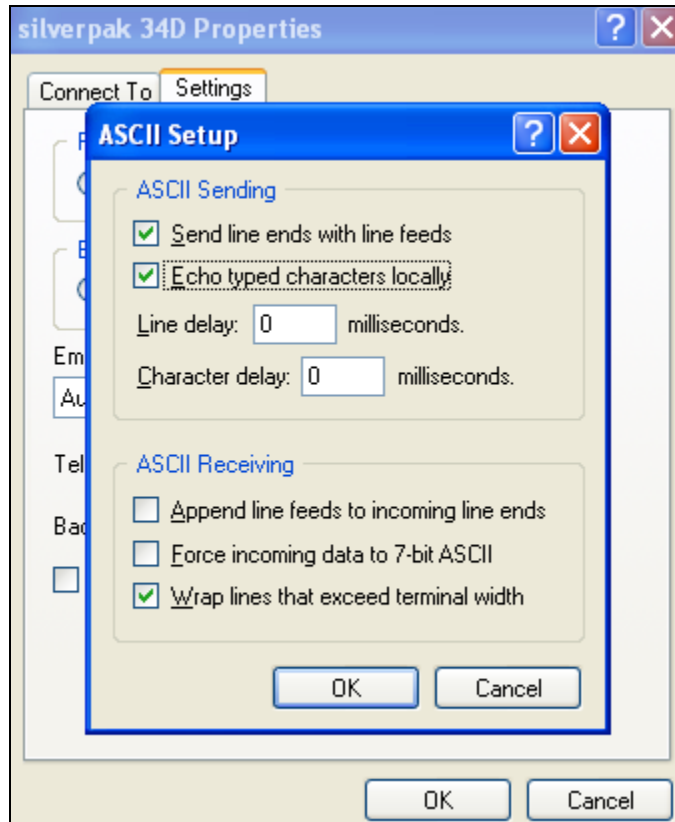 silverpak 34D Properties
Connect To Settings
ASCII Setup
ASCII Sending
Send line ends with line feeds
Echo typed characters locally
Line delay: 0 milliseconds.
Character delay: 0 milliseconds.
ASCII Receiving
Append line feeds to incoming line ends
Force incoming data to 7-bit ASCII
Wrap lines that exceed terminal width
OK Cancel
OK Cancel